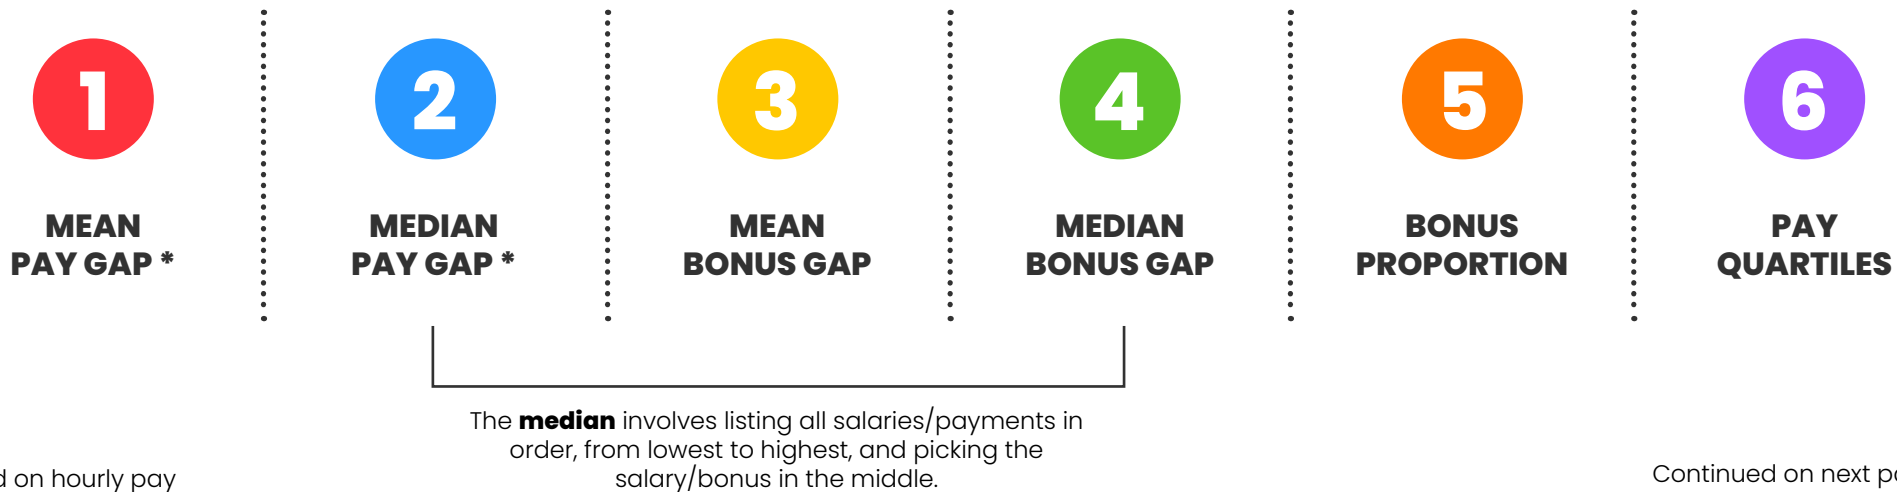 1
MEAN
PAY GAP *
2
MEDIAN
PAY GAP *
3
MEAN
BONUS GAP
4
MEDIAN
BONUS GAP
5
BONUS
PROPORTION
6
PAY
QUARTILES
The median involves listing all salaries/payments in
order, from lowest to highest, and picking the
salary/bonus in the middle.
on hourly pay
Continued on next